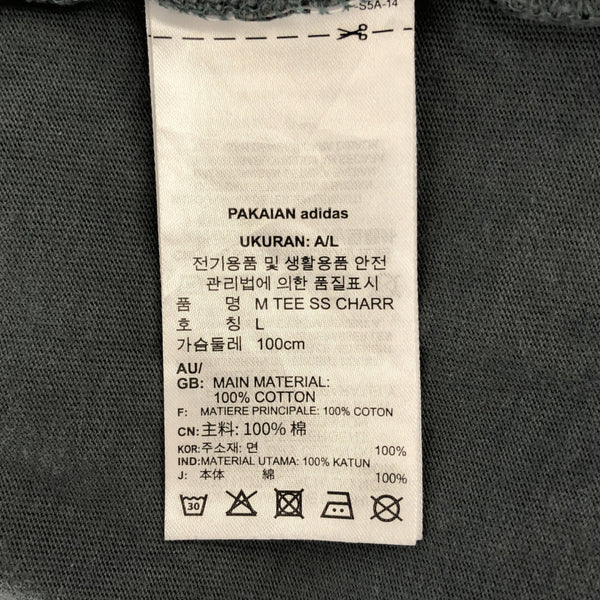 S5A-14
PAKAIAN adidas
UKURAN: A/L
전기용품 및 생활용품 안전
관리법에 의한 품질표시
품 명 M TEE SS CHARR
호 칭 L
가슴둘레 100cm
AU/
GB: MAIN MATERIAL:
100% COTTON
F: MATIERE PRINCIPALE: 100% COTON
CN: 主料: 100% 棉
KOR: 주소재: 면 100%
IND: MATERIAL UTAMA: 100% KATUN
J: 本体 綿 100%
30